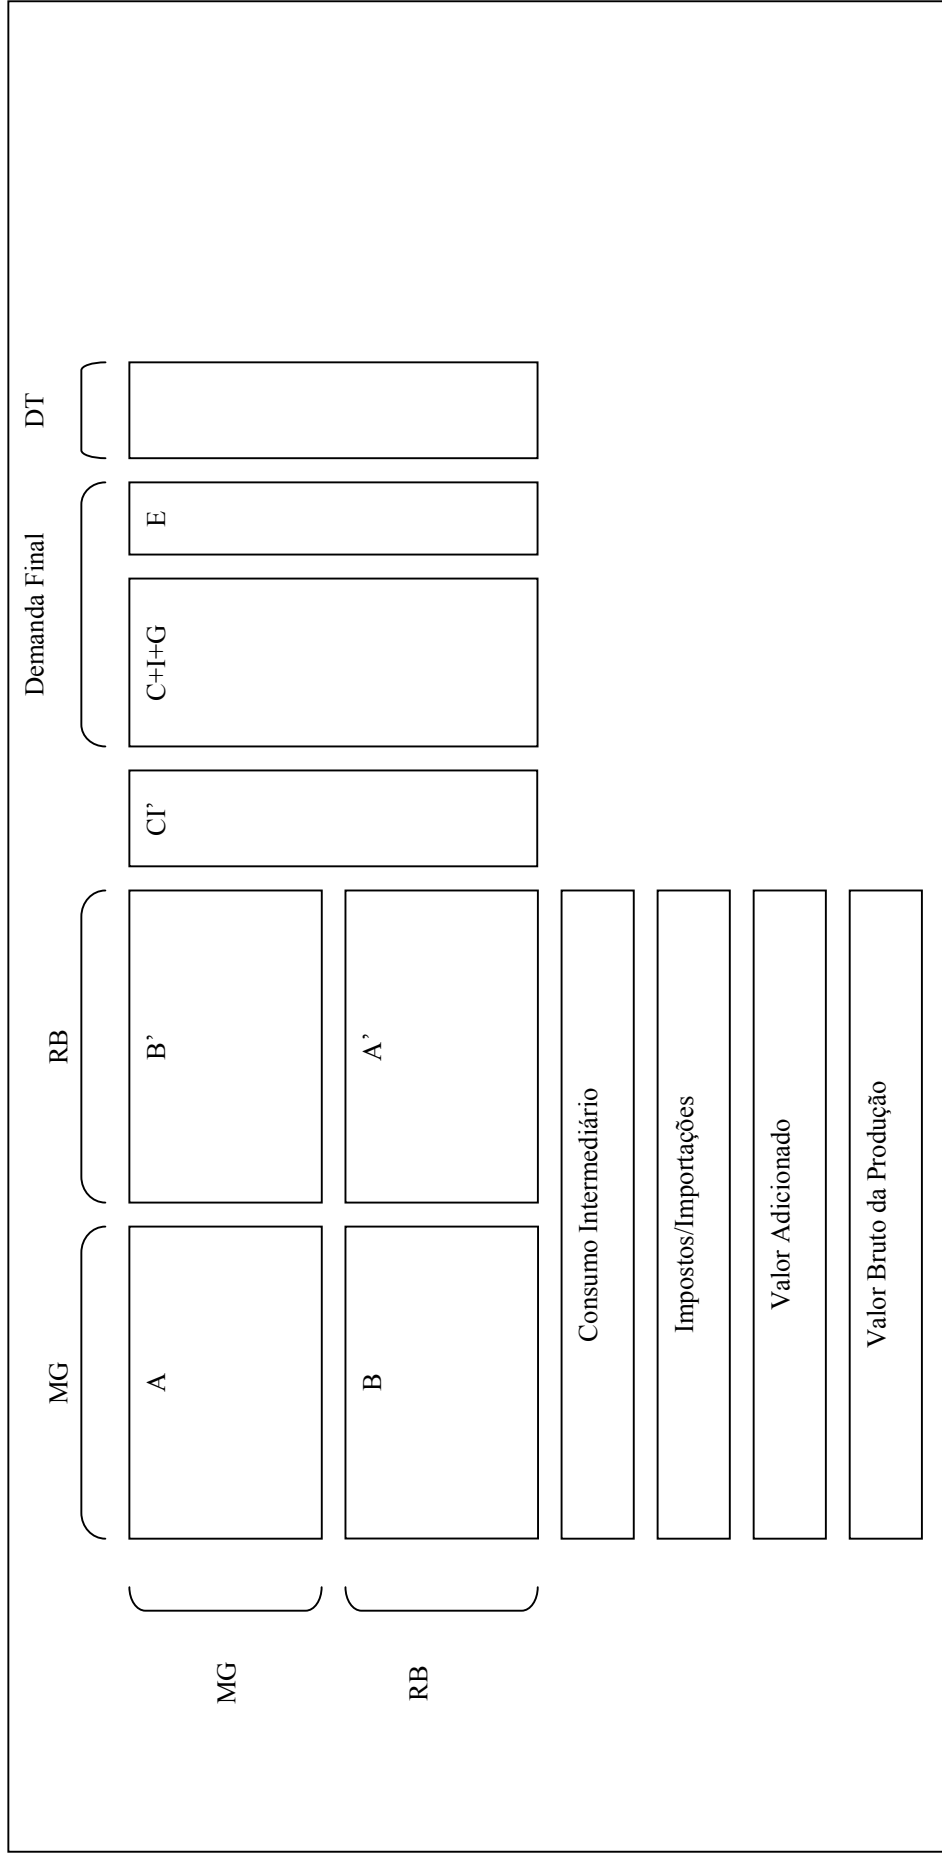 MG
RB
Demanda Final
DT
MG
A
B’
CI’
C+I+G
E
RB
B
A’
Consumo Intermediário
Impostos/Importações
Valor Adicionado
Valor Bruto da Produção